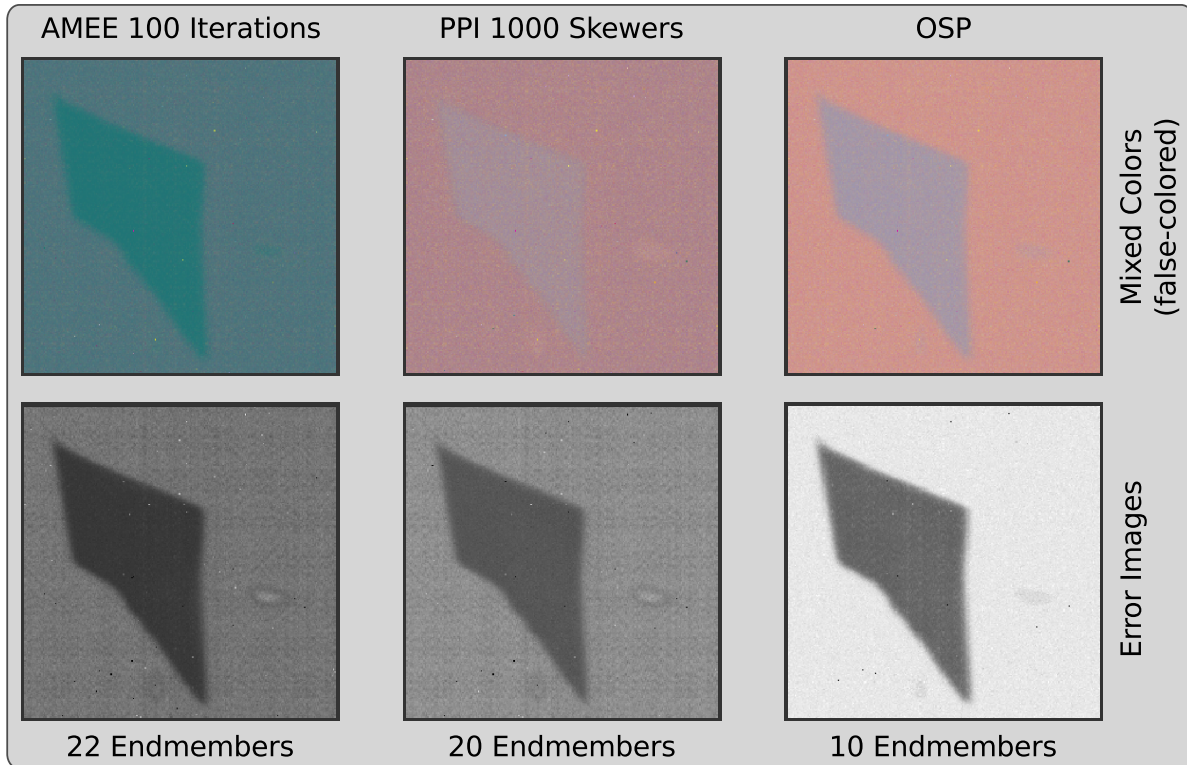 AMEE 100 Iterations
PPI 1000 Skewers
OSP
Mixed Colors
(false-colored)
Error Images
22 Endmembers
20 Endmembers
10 Endmembers